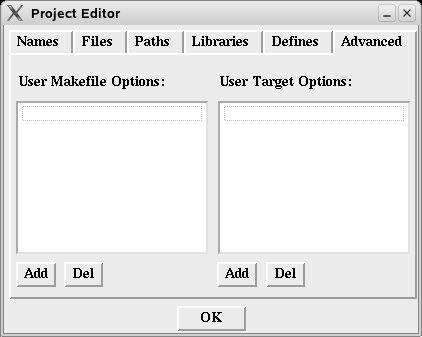 Project Editor
Names Files Paths Libraries Defines Advanced
User Makefile Options: User Target Options:
Add Del Add Del
OK